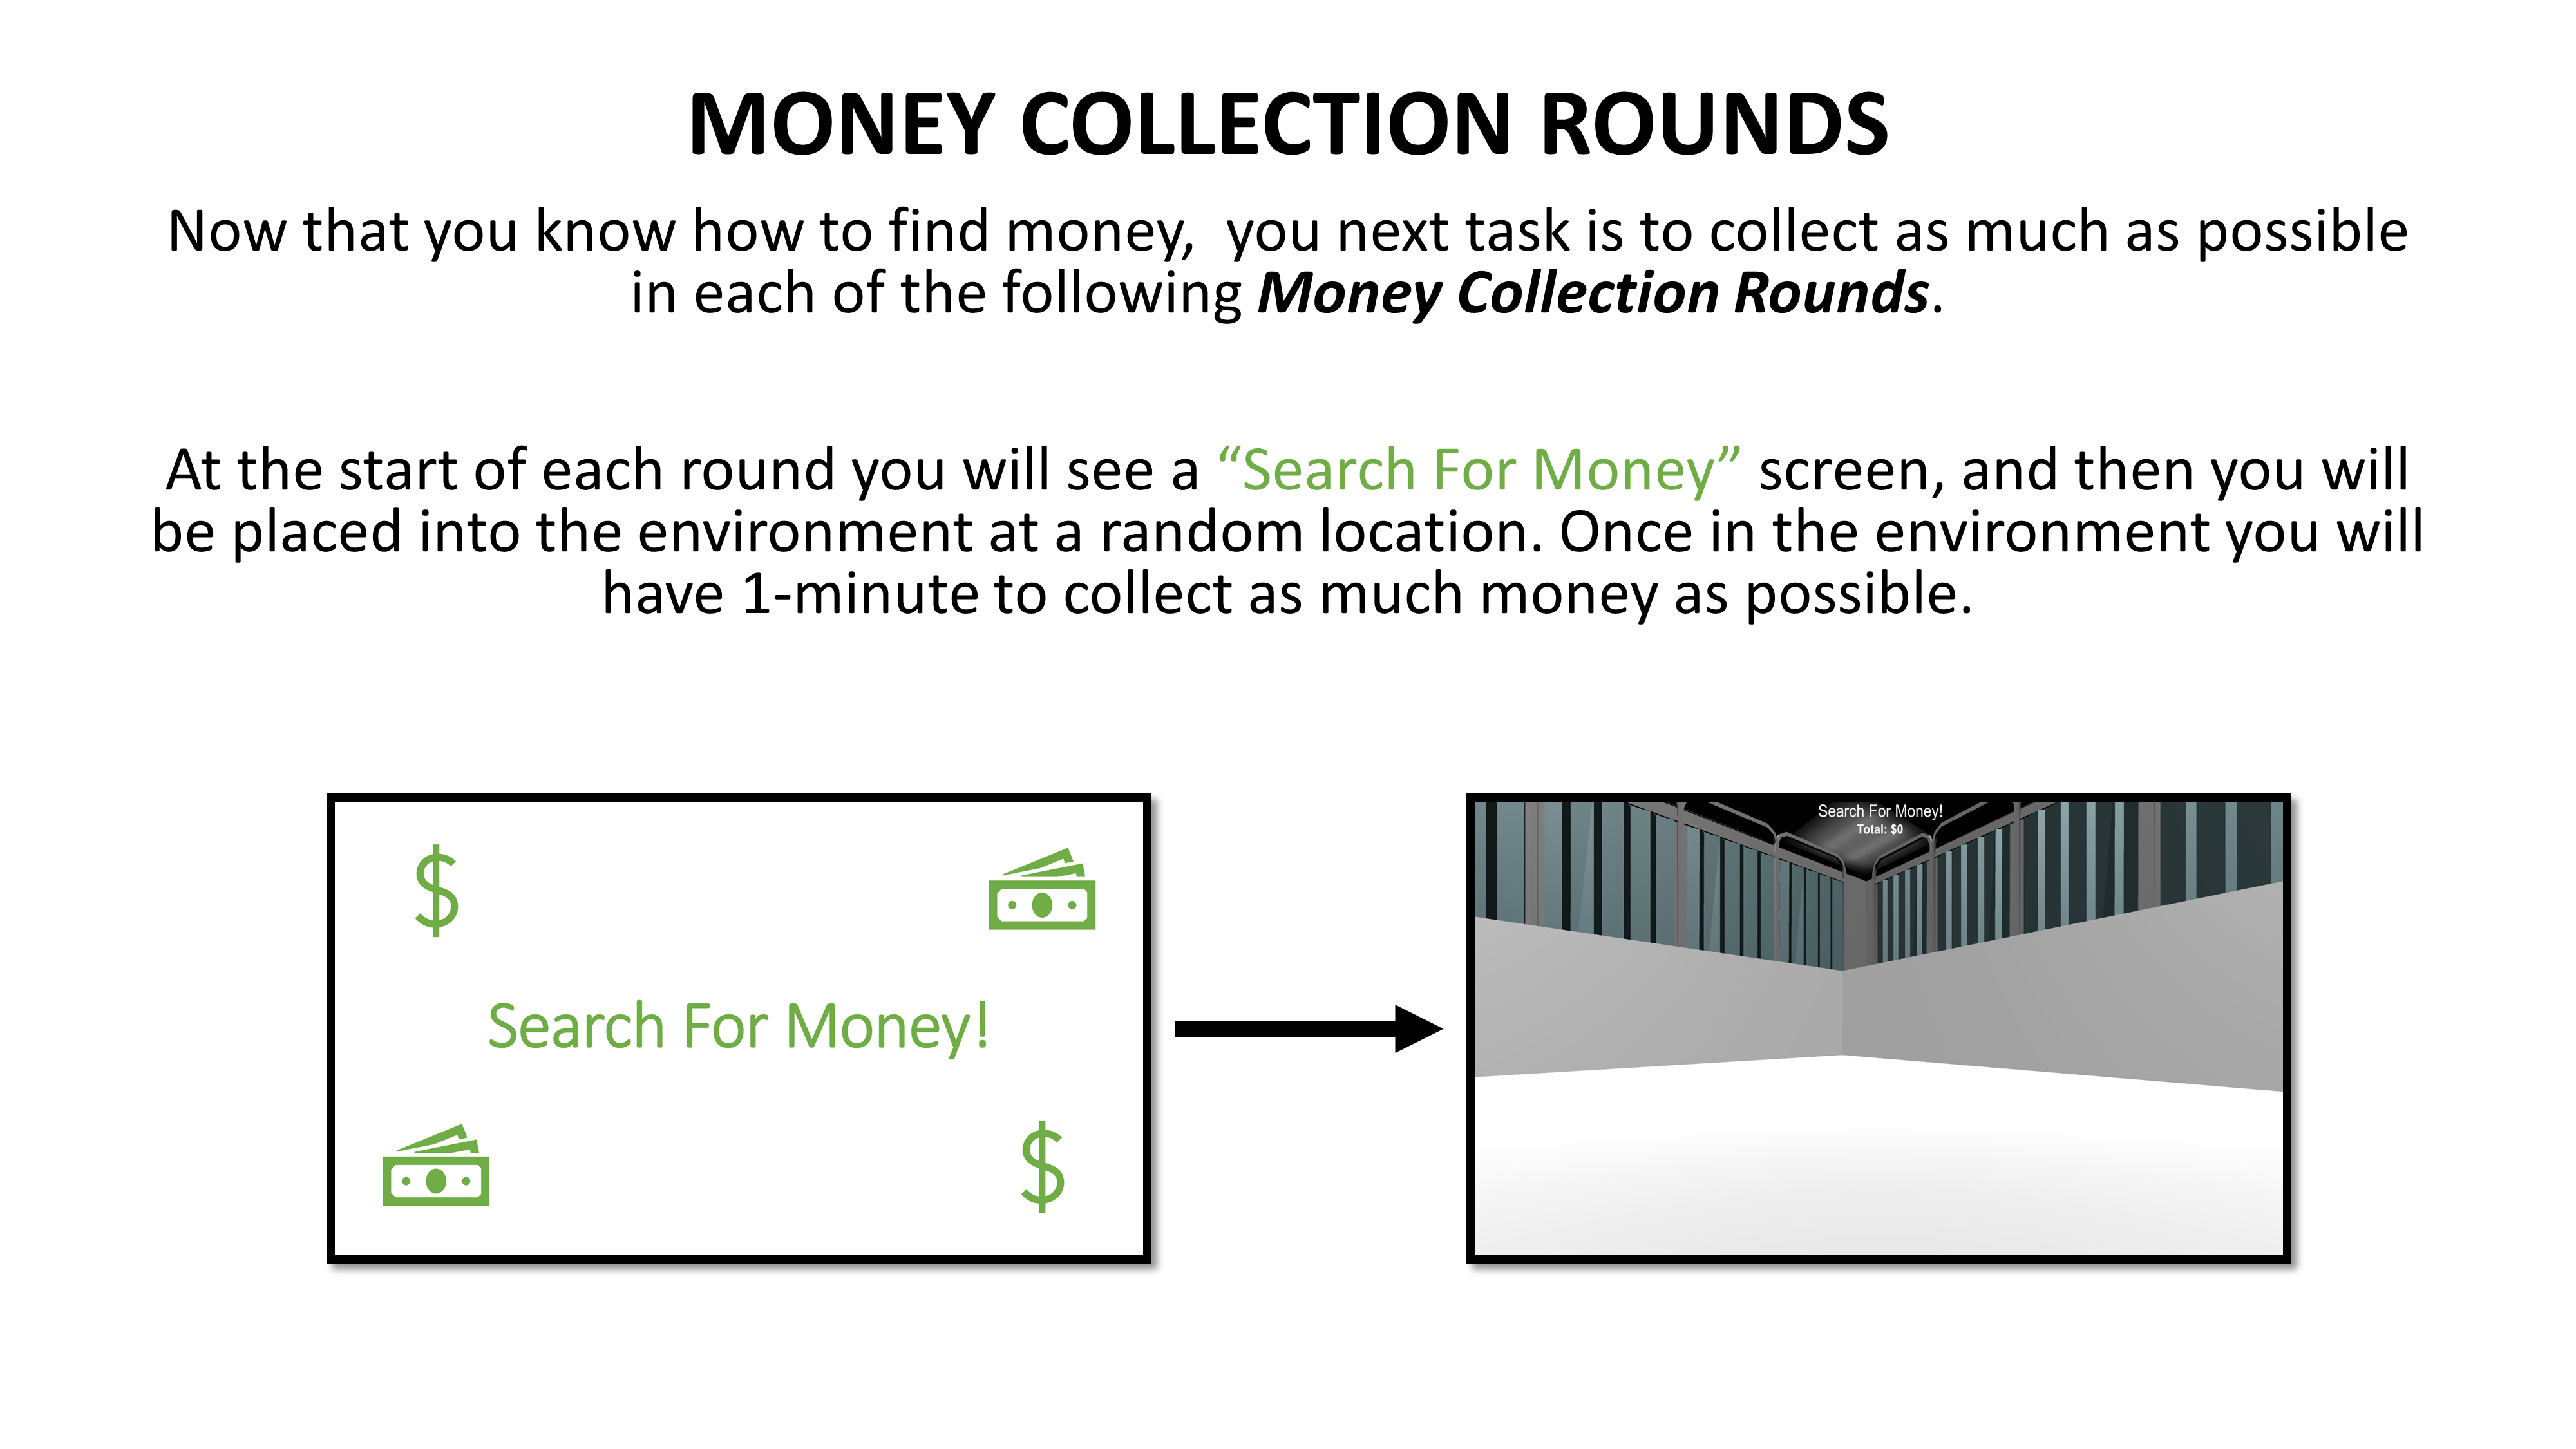 MONEY COLLECTION ROUNDS
Now that you know how to find money,  you next task is to collect as much as possible
in each of the following Money Collection Rounds.
At the start of each round you will see a “Search For Money” screen, and then you will
be placed into the environment at a random location. Once in the environment you will
have 1-minute to collect as much money as possible.
$
Search For Money!
$
Search For Money!
Total: $0